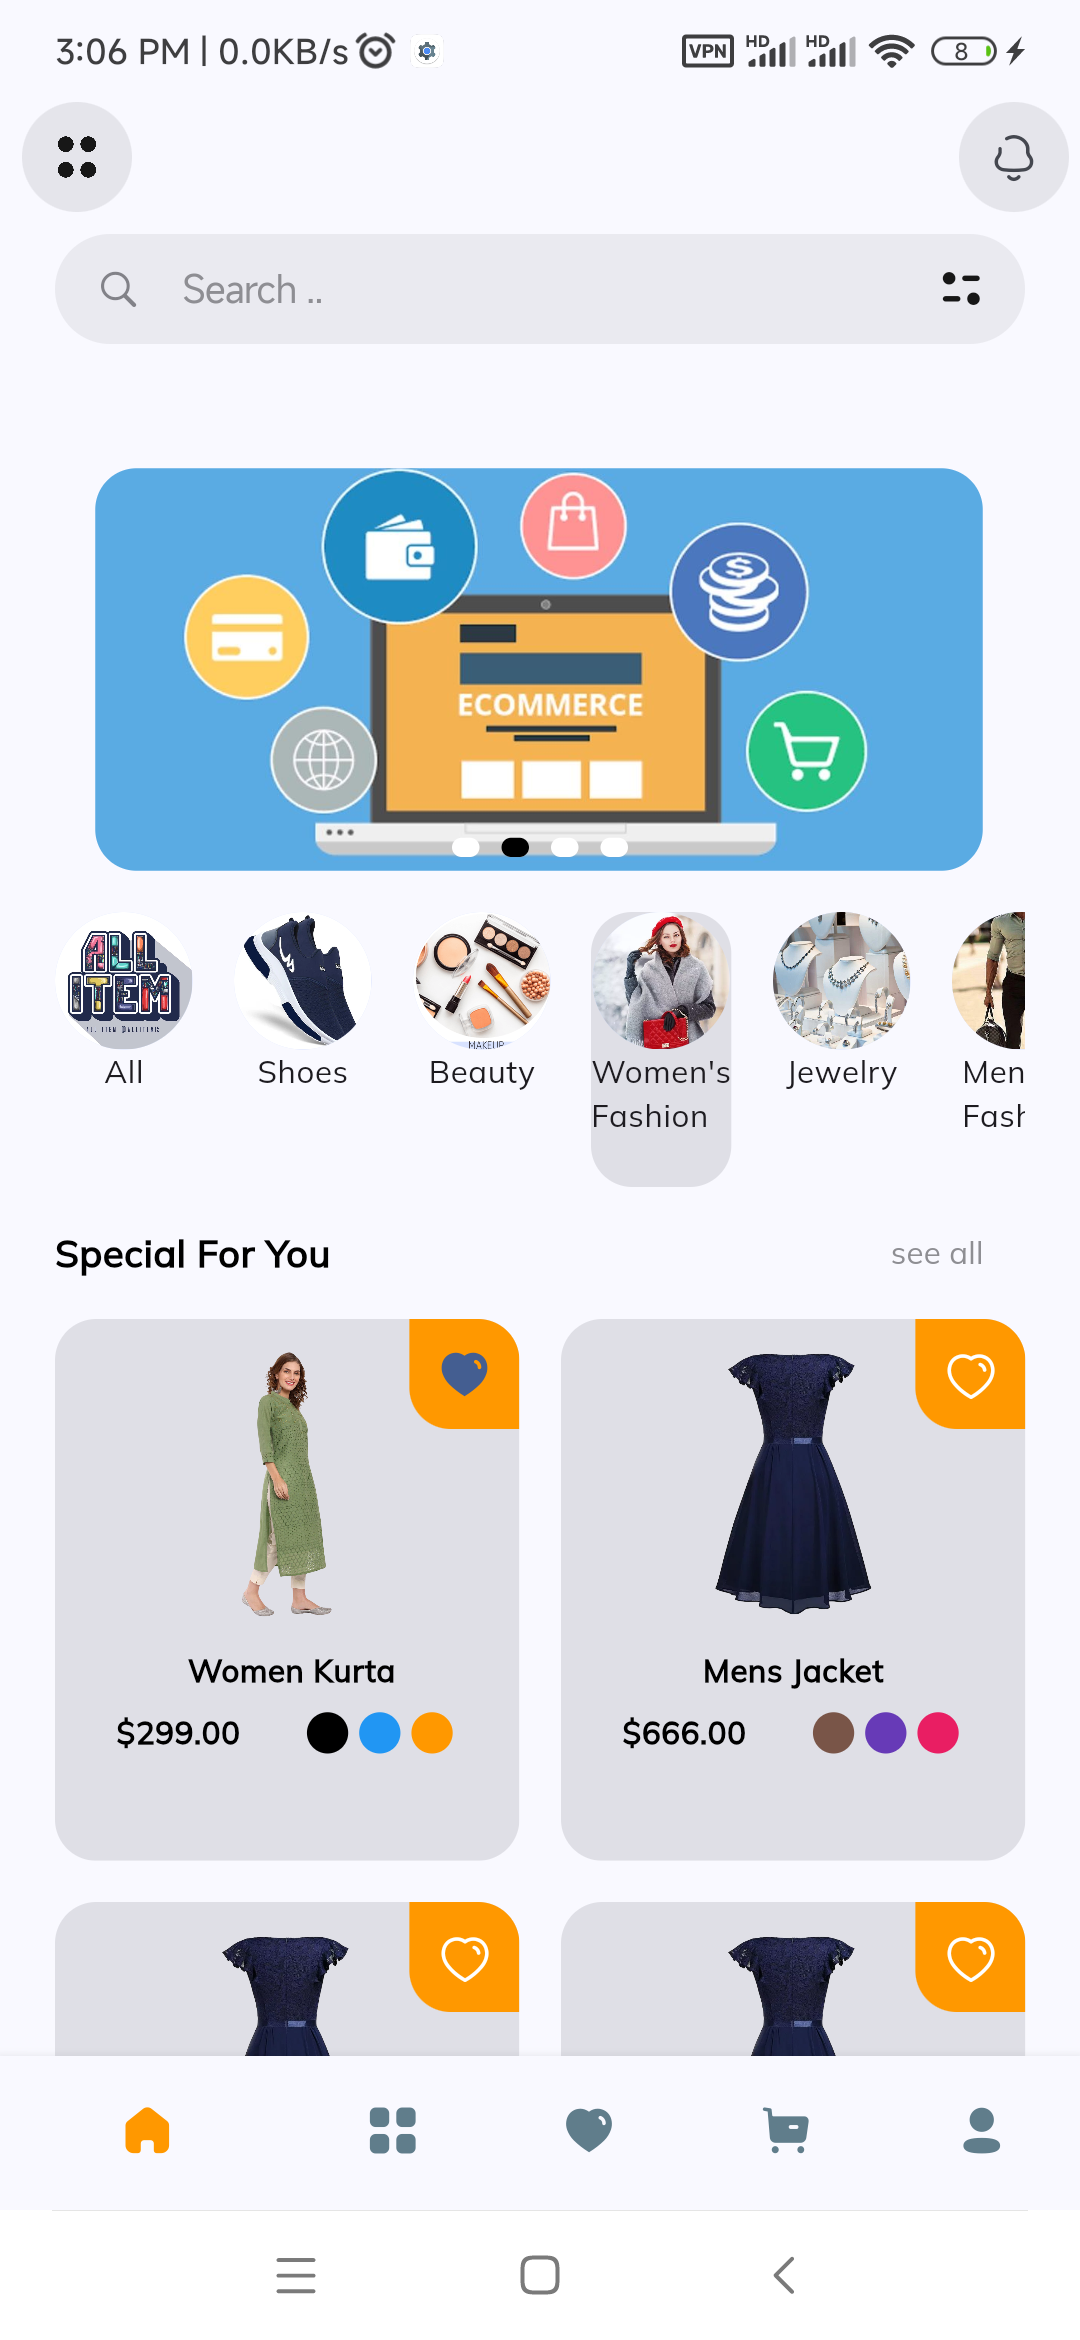 3:06 PM | 0.0KB/s
VPN HD HD 8
Search ..
ECOMMERCE
ALL
ITEM
MAKEUP
All
Shoes
Beauty
Women's
Fashion
Jewelry
Men
Fash
Special For You
see all
Women Kurta
$299.00
Mens Jacket
$666.00